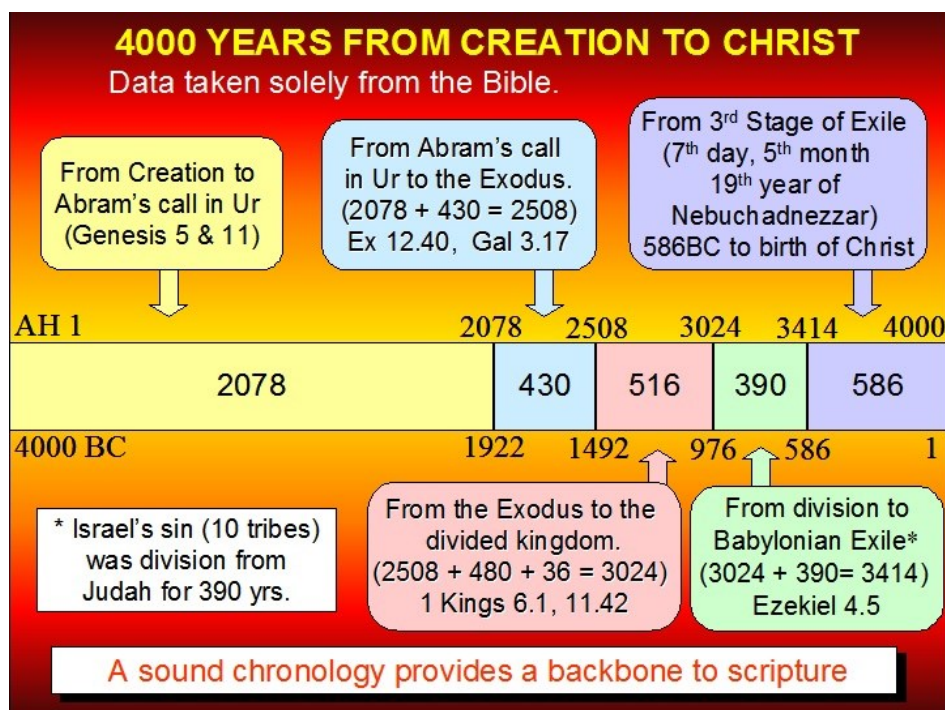 4000 YEARS FROM CREATION TO CHRIST
Data taken solely from the Bible.
From Creation to
Abram's call in Ur
(Genesis 5 & 11)
From Abram's call
in Ur to the Exodus.
(2078 + 430 = 2508)
Ex 12.40, Gal 3.17
From 3rd Stage of Exile
(7th day, 5th month
19th year of
Nebuchadnezzar)
586BC to birth of Christ
AH 1 2078 2508 3024 3414 4000
2078 430 516 390 586
4000 BC 1922 1492 976 586 1
* Israel's sin (10 tribes)
was division from
Judah for 390 yrs.
From the Exodus to the
divided kingdom.
(2508 + 480 + 36 = 3024)
1 Kings 6.1, 11.42
From division to
Babylonian Exile*
(3024 + 390= 3414)
Ezekiel 4.5
A sound chronology provides a backbone to scripture